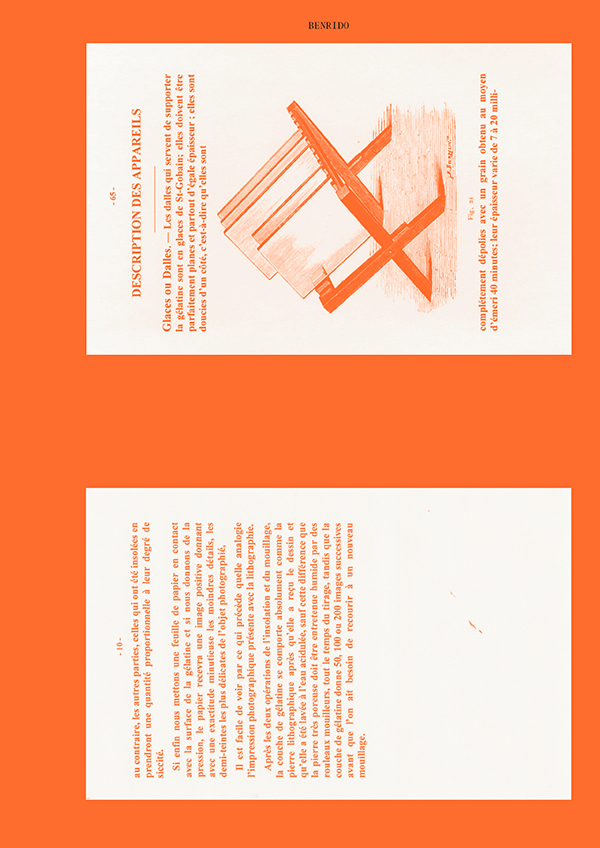 BENRIDO
- 65 -
DESCRIPTION DES APPAREILS
Glaces ou Dalles. — Les dalles qui servent de supporter
la gélatine sont en glaces de St-Gobain; elles doivent être
parfaitement planes et partout d'égale épaisseur ; elles sont
doucies d'un côté, c'est-à-dire qu'elles sont
Fig. 21
complètement dépolies avec un grain obtenu au moyen
d'émeri 40 minutes; leur épaisseur varie de 7 à 20 milli-
- 10 -
au contraire, les autres parties, celles qui ont été insolées en
prendront une quantité proportionnelle à leur degré de
siccité.
Si enfin nous mettons une feuille de papier en contact
avec la surface de la gélatine et si nous donnons de la
pression, le papier recevra une image positive donnant
avec une exactitude minutieuse les moindres détails, les
demi-teintes les plus délicates de l'objet photographié,
Il est facile de voir par ce qui précède quelle analogie
l'impression photographique présente avec la lithographie.
Après les deux opérations de l'insolation et du mouillage,
la couche de gélatine se comporte absolument comme la
pierre lithographique après qu'elle a reçu le dessin et
qu'elle a été lavée à l'eau acidulée, sauf cette différence que
la pierre très poreuse doit être entretenue humide par des
rouleaux mouilleurs, tout le temps du tirage, tandis que la
couche de gélatine donne 50, 100 ou 200 images successives
avant que l'on ait besoin de recourir à un nouveau
mouillage,